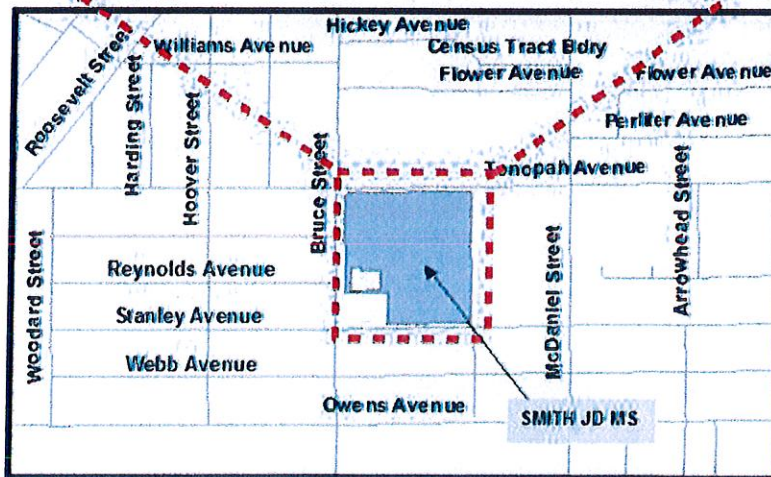 Hickey Avenue
Williams Avenue
Census Tract Bdry
Roosevelt Street
Flower Avenue
Flower Avenue
Harding Street
Hoover Street
Perliter Avenue
Bruce Street
Tonopah Avenue
Arrowhead Street
Woodard Street
Reynolds Avenue
McDaniel Street
Stanley Avenue
Webb Avenue
Owens Avenue
SMITH JD MS